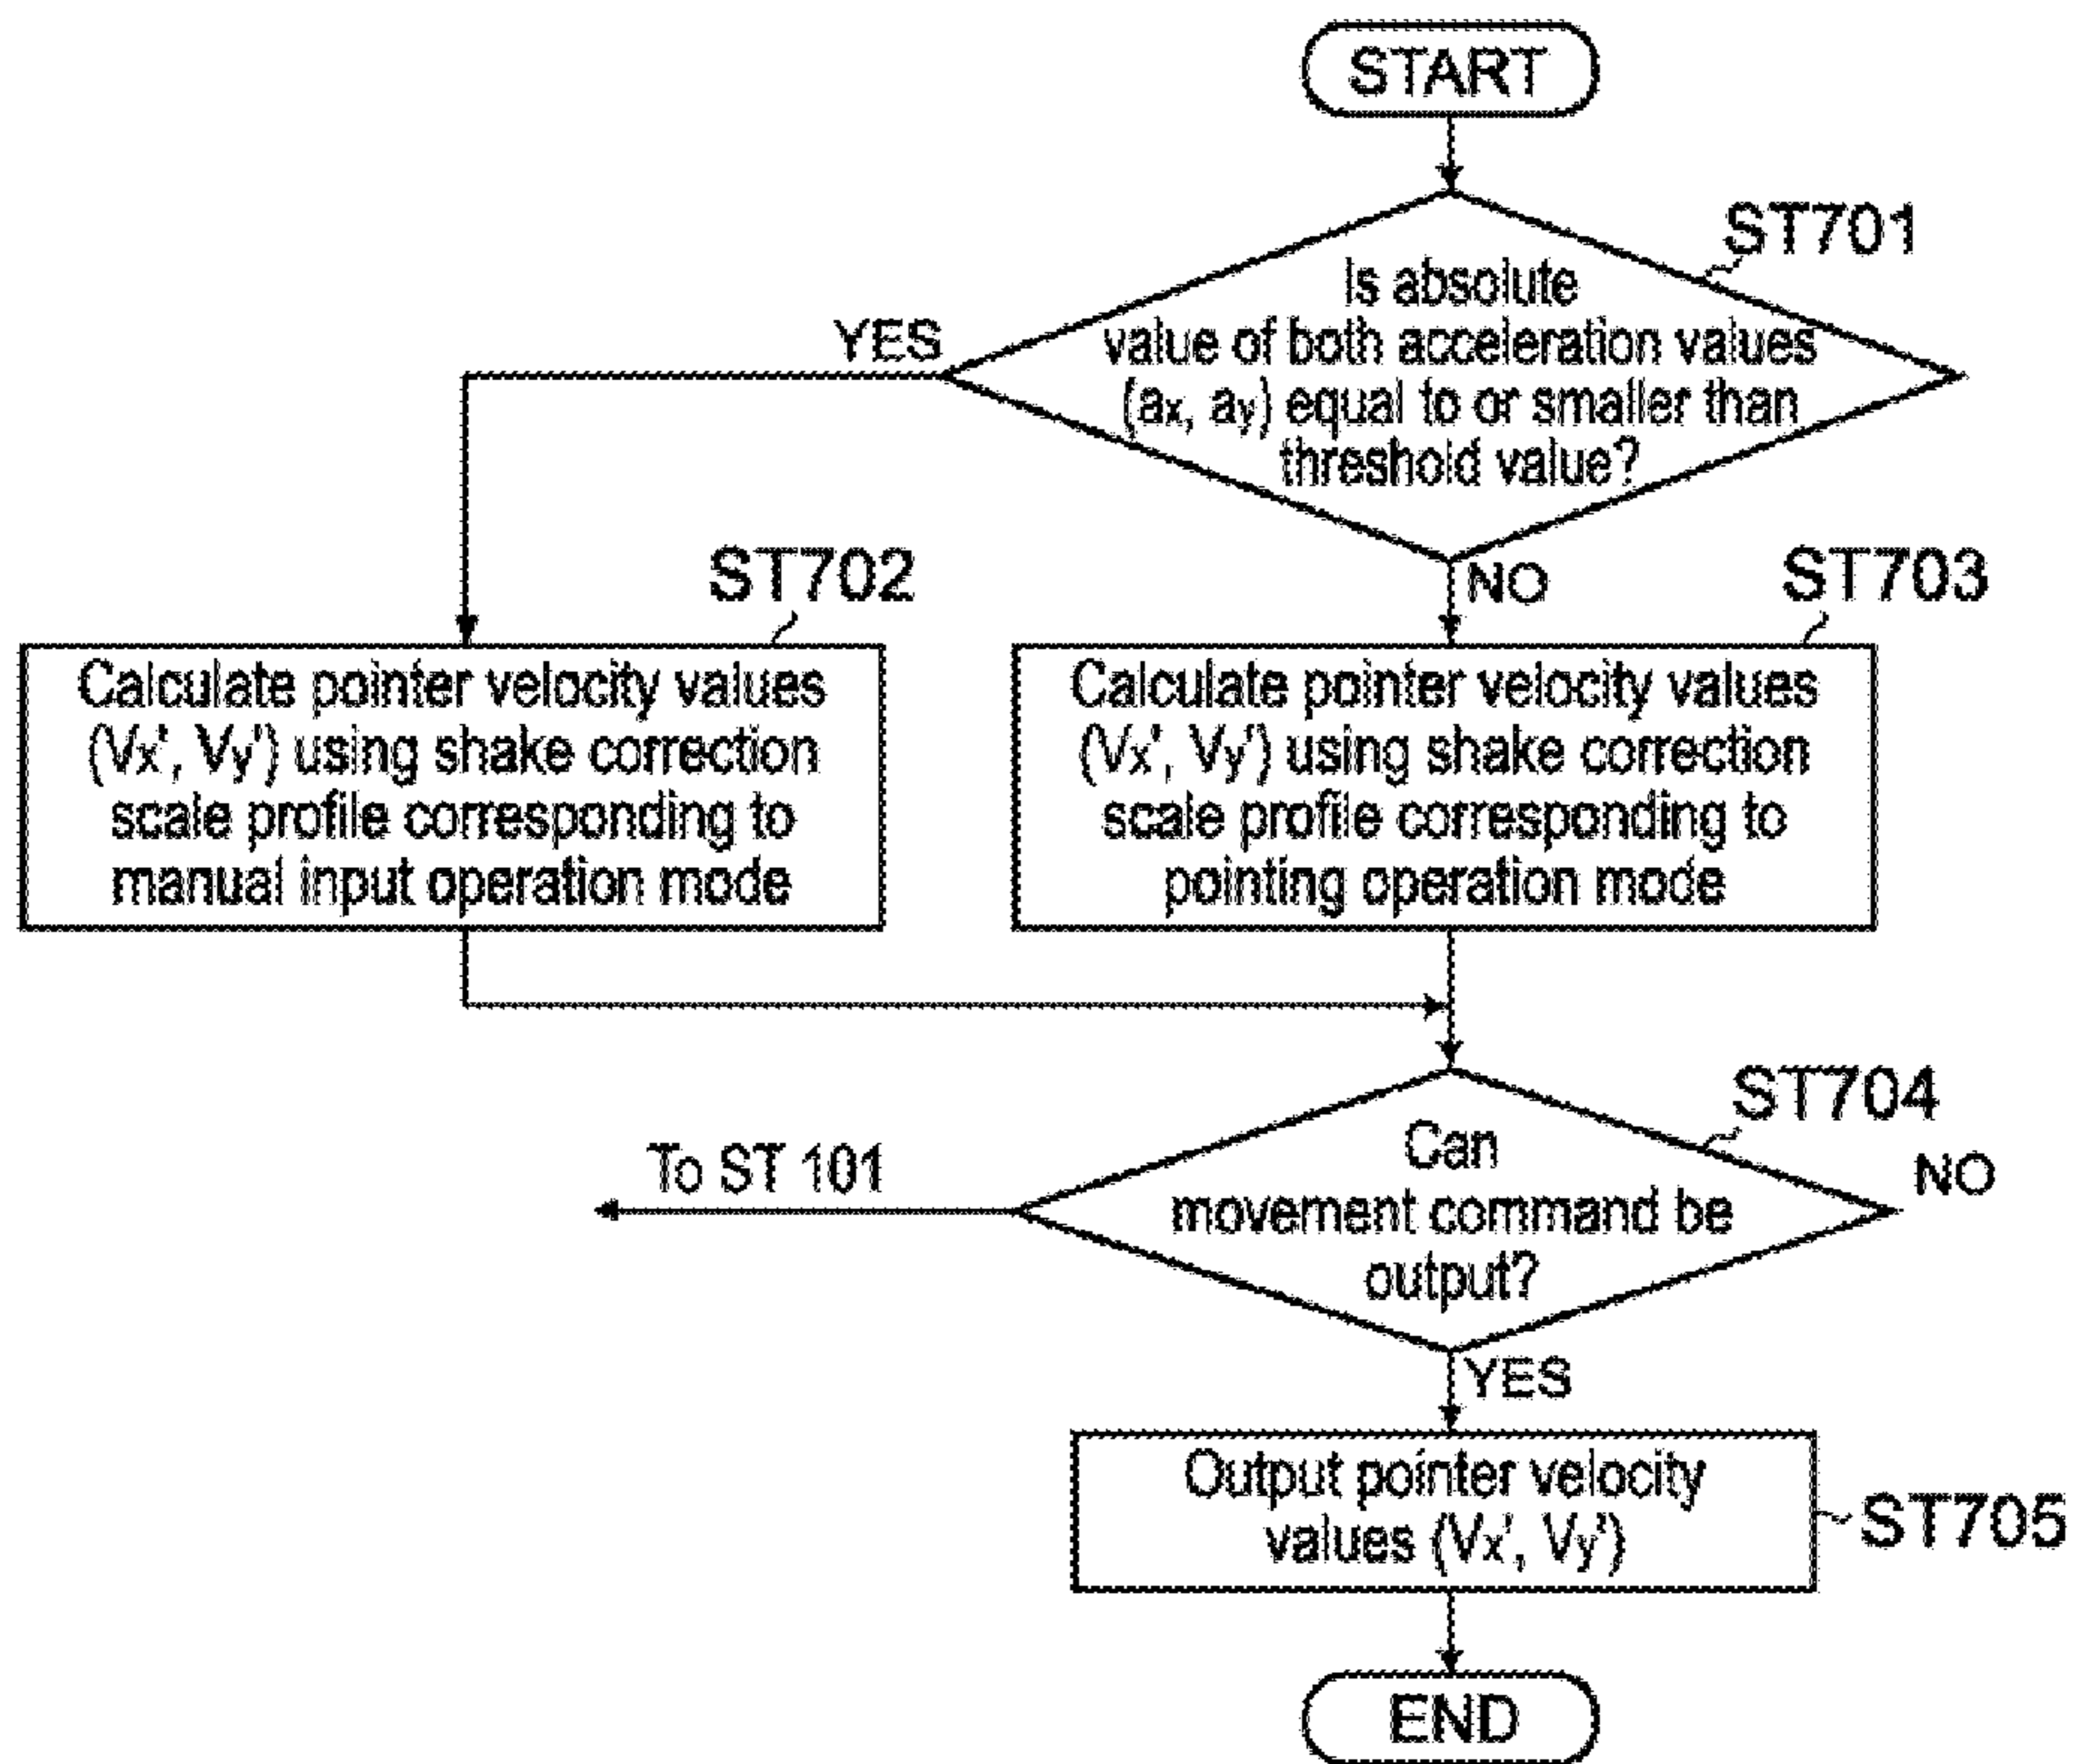 START
ST701
Is absolute
value of both acceleration values
(ax, ay) equal to or smaller than
threshold value?
YES
NO
ST702
Calculate pointer velocity values
(Vx', Vy') using shake correction
scale profile corresponding to
manual input operation mode
ST703
Calculate pointer velocity values
(Vx', Vy') using shake correction
scale profile corresponding to
pointing operation mode
ST704
Can
movement command be
output?
NO
To ST 101
YES
Output pointer velocity
values (Vx', Vy')
ST705
END